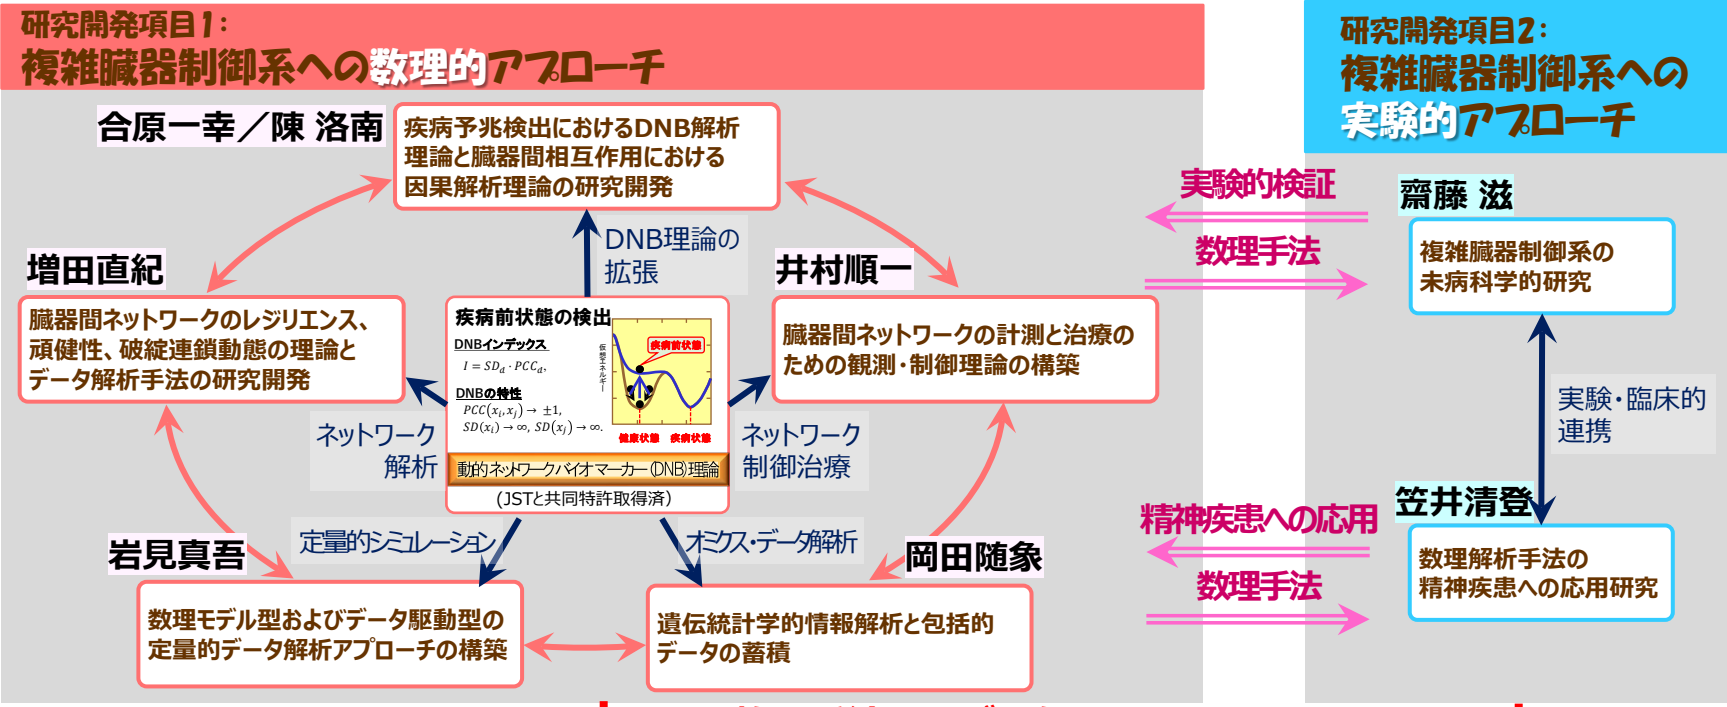 研究開発項目1:
複雑臓器制御系への数理的アプローチ
合原一幸／陳 洛南
疾病予兆検出におけるDNB解析
理論と臓器間相互作用における
因果解析理論の研究開発
DNB理論の
拡張
増田直紀
臓器間ネットワークのレジリエンス、
頑健性、破綻連鎖動態の理論と
データ解析手法の研究開発
井村順一
臓器間ネットワークの計測と治療の
ための観測・制御理論の構築
疾病前状態の検出
DNBインデックス
I = SD_d · PCC_d,
DNBの特性
PCC(x_i, x_j) → ±1,
SD(x_i) → ∞, SD(x_j) → ∞.
仮想エネルギー
疾病前状態
健康状態 疾病状態
動的ネットワークバイオマーカー(DNB)理論
(JSTと共同特許取得済)
ネットワーク
解析
ネットワーク
制御治療
定量的シミュレーション
オミクス・データ解析
岩見真吾
数理モデル型およびデータ駆動型の
定量的データ解析アプローチの構築
岡田随象
遺伝統計学的情報解析と包括的
データの蓄積
実験的検証
数理手法
精神疾患への応用
数理手法
研究開発項目2:
複雑臓器制御系への
実験的アプローチ
齋藤 滋
複雑臓器制御系の
未病科学的研究
実験・臨床的
連携
笠井清登
数理解析手法の
精神疾患への応用研究